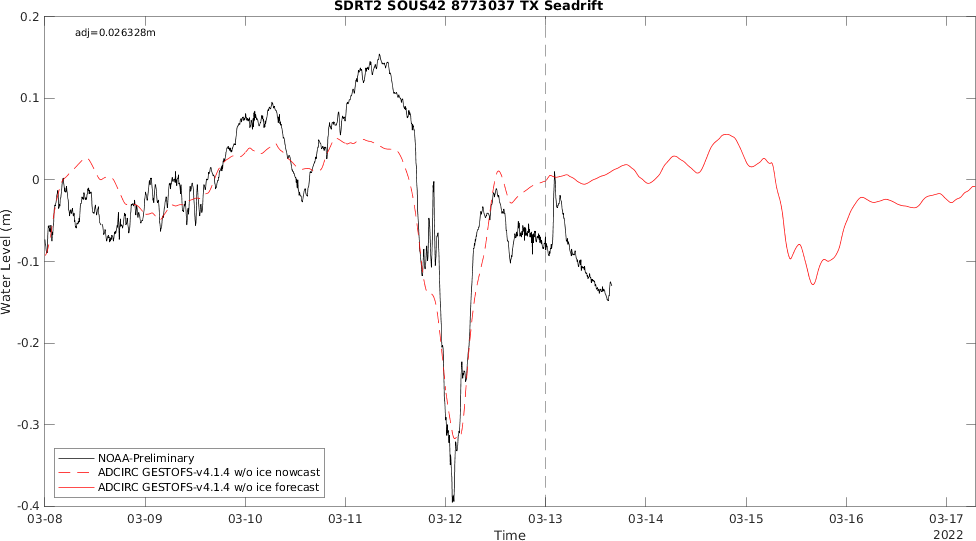 SDRT2 SOUS42 8773037 TX Seadrift
adj=0.026328m
0.2
0.1
0
-0.1
-0.2
-0.3
-0.4
Water Level (m)
NOAA-Preliminary
ADCIRC GESTOFS-v4.1.4 w/o ice nowcast
ADCIRC GESTOFS-v4.1.4 w/o ice forecast
03-08 03-09 03-10 03-11 03-12 03-13 03-14 03-15 03-16 03-17
Time
2022